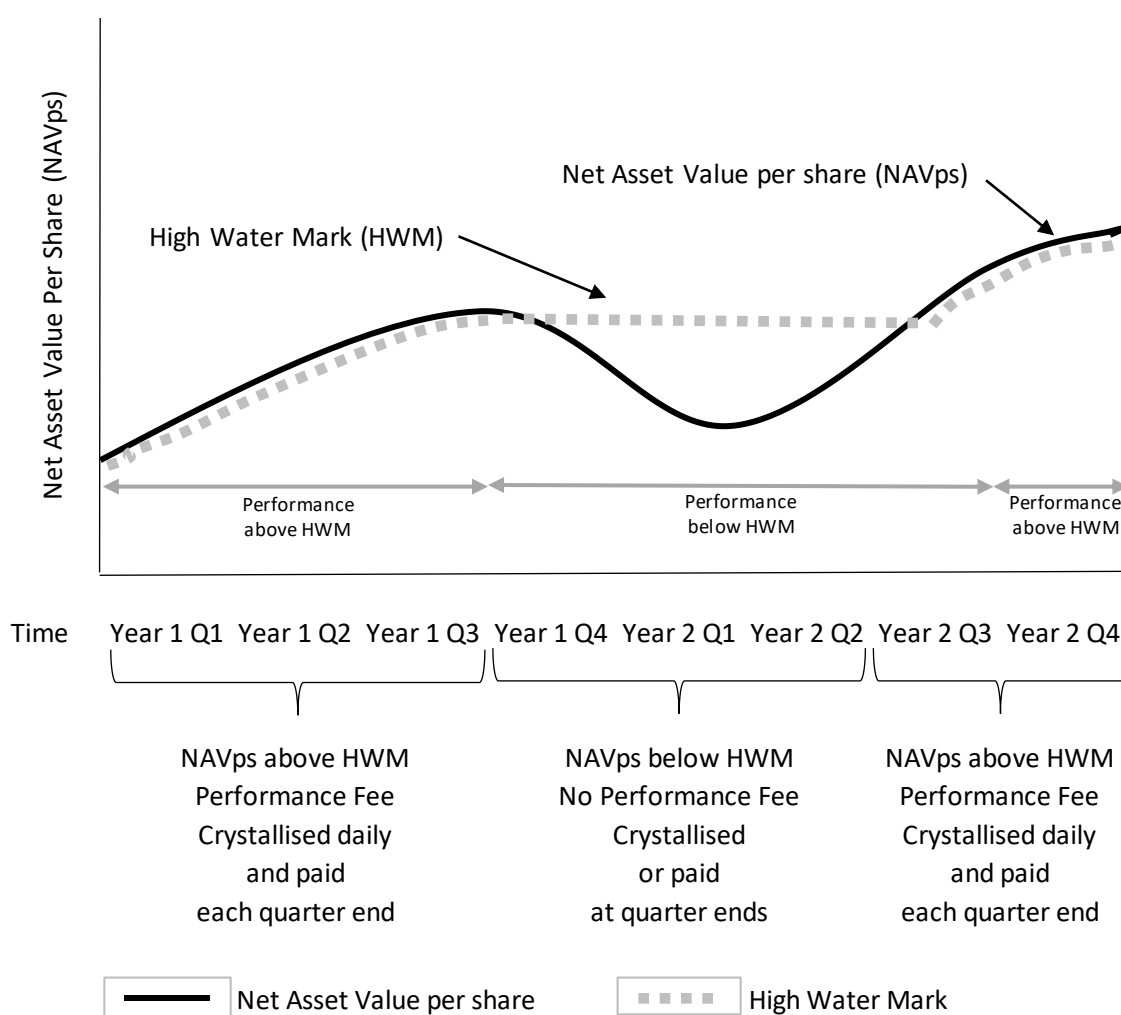 Net Asset Value Per Share (NAVps)
Net Asset Value per share (NAVps)
High Water Mark (HWM)
Performance
above HWM
Performance
below HWM
Performance
above HWM
Time
Year 1 Q1
Year 1 Q2
Year 1 Q3
Year 1 Q4
Year 2 Q1
Year 2 Q2
Year 2 Q3
Year 2 Q4
NAVps above HWM
Performance Fee
Crystallised daily
and paid
each quarter end
NAVps below HWM
No Performance Fee
Crystallised
or paid
at quarter ends
NAVps above HWM
Performance Fee
Crystallised daily
and paid
each quarter end
Net Asset Value per share
High Water Mark